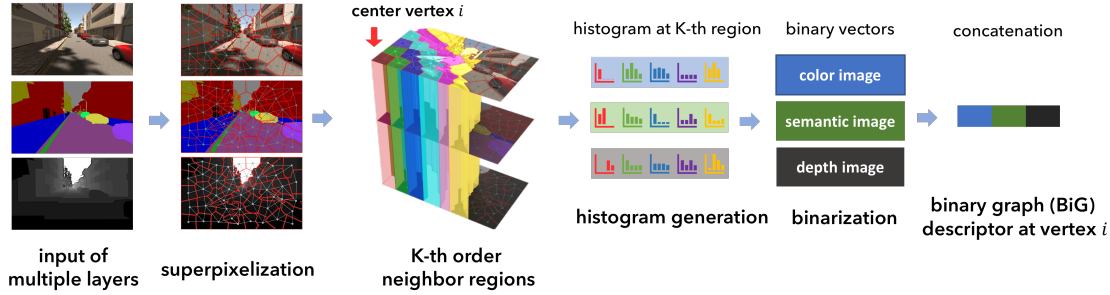 center vertex i
histogram at K-th region
binary vectors
concatenation
color image
semantic image
depth image
input of
multiple layers
superpixelization
K-th order
neighbor regions
histogram generation
binarization
binary graph (BiG)
descriptor at vertex i